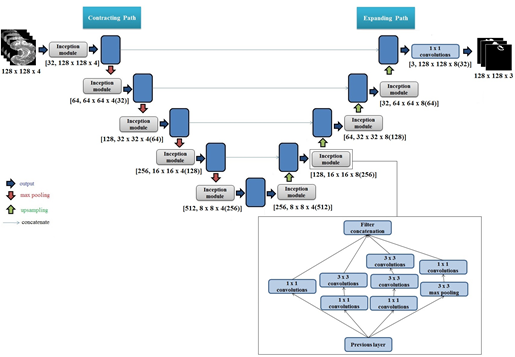 Contracting Path
Expanding Path
Inception
module
[32, 128 x 128 x 4]
128 x 128 x 4
1 x 1
convolutions
[3, 128 x 128 x 8(32)]
128 x 128 x 3
Inception
module
[64, 64 x 64 x 4(32)]
Inception
module
[32, 64 x 64 x 8(64)]
Inception
module
[128, 32 x 32 x 4(64)]
Inception
module
[64, 32 x 32 x 8(128)]
Inception
module
[256, 16 x 16 x 4(128)]
Inception
module
[128, 16 x 16 x 8(256)]
Inception
module
[512, 8 x 8 x 4(256)]
Inception
module
[256, 8 x 8 x 4(512)]
output
max pooling
upsampling
concatenate
Filter
concatenation
1 x 1
convolutions
3 x 3
convolutions
1 x 1
convolutions
3 x 3
convolutions
3 x 3
convolutions
1 x 1
convolutions
1 x 1
convolutions
3 x 3
max pooling
Previous layer